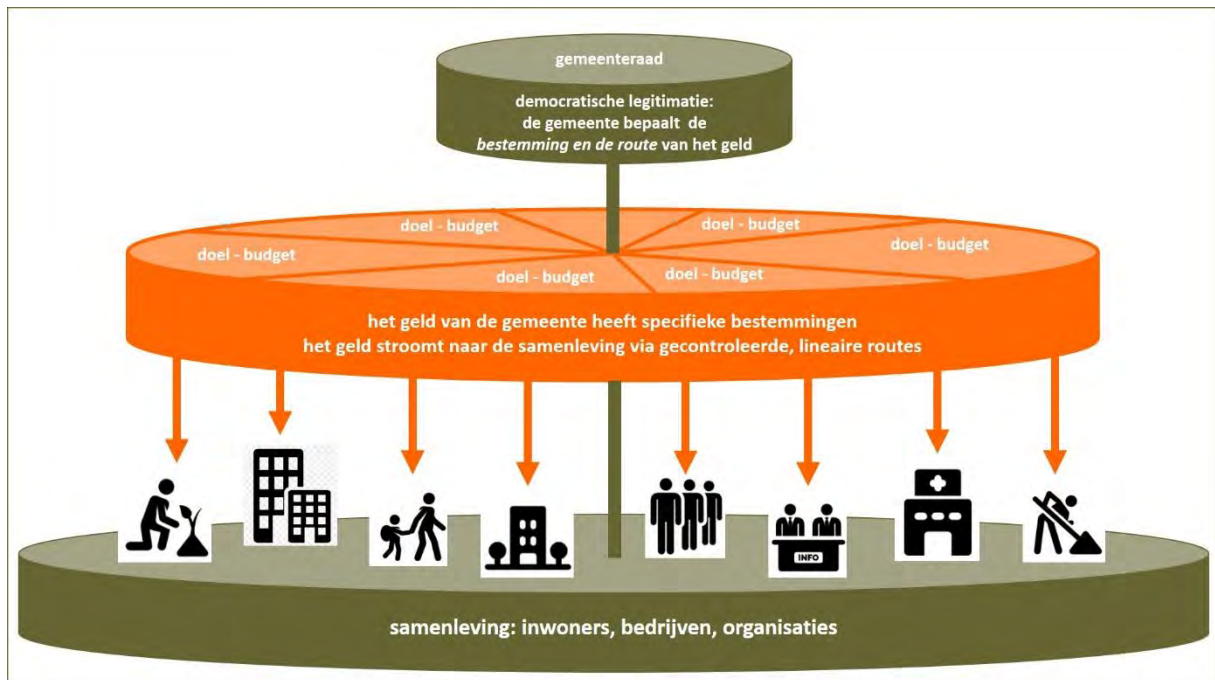 gemeenteraad
democratische legitimatie:
de gemeente bepaalt de
bestemming en de route van het geld
doel - budget
doel - budget
doel - budget
doel - budget
doel - budget
doel - budget
het geld van de gemeente heeft specifieke bestemmingen
het geld stroomt naar de samenleving via gecontroleerde, lineaire routes
INFO
samenleving: inwoners, bedrijven, organisaties